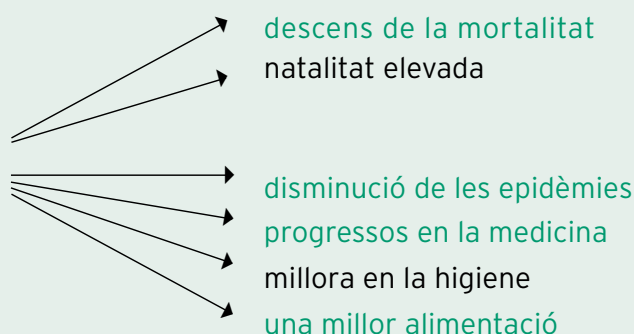 descens de la mortalitat
natalitat elevada
disminució de les epidèmies
progressos en la medicina
millora en la higiene
una millor alimentació